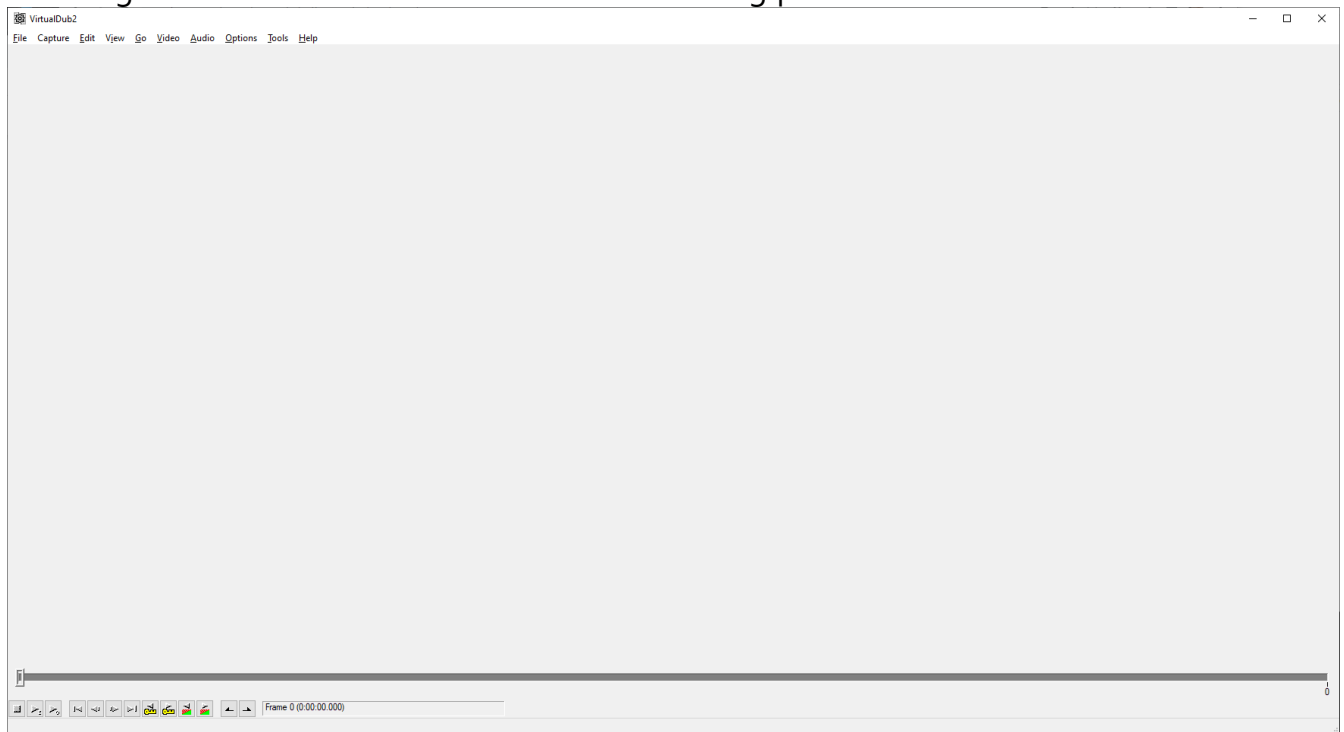 VirtualDub2
File Capture Edit View Go Video Audio Options Tools Help
0
Frame 0 (0:00:00.000)